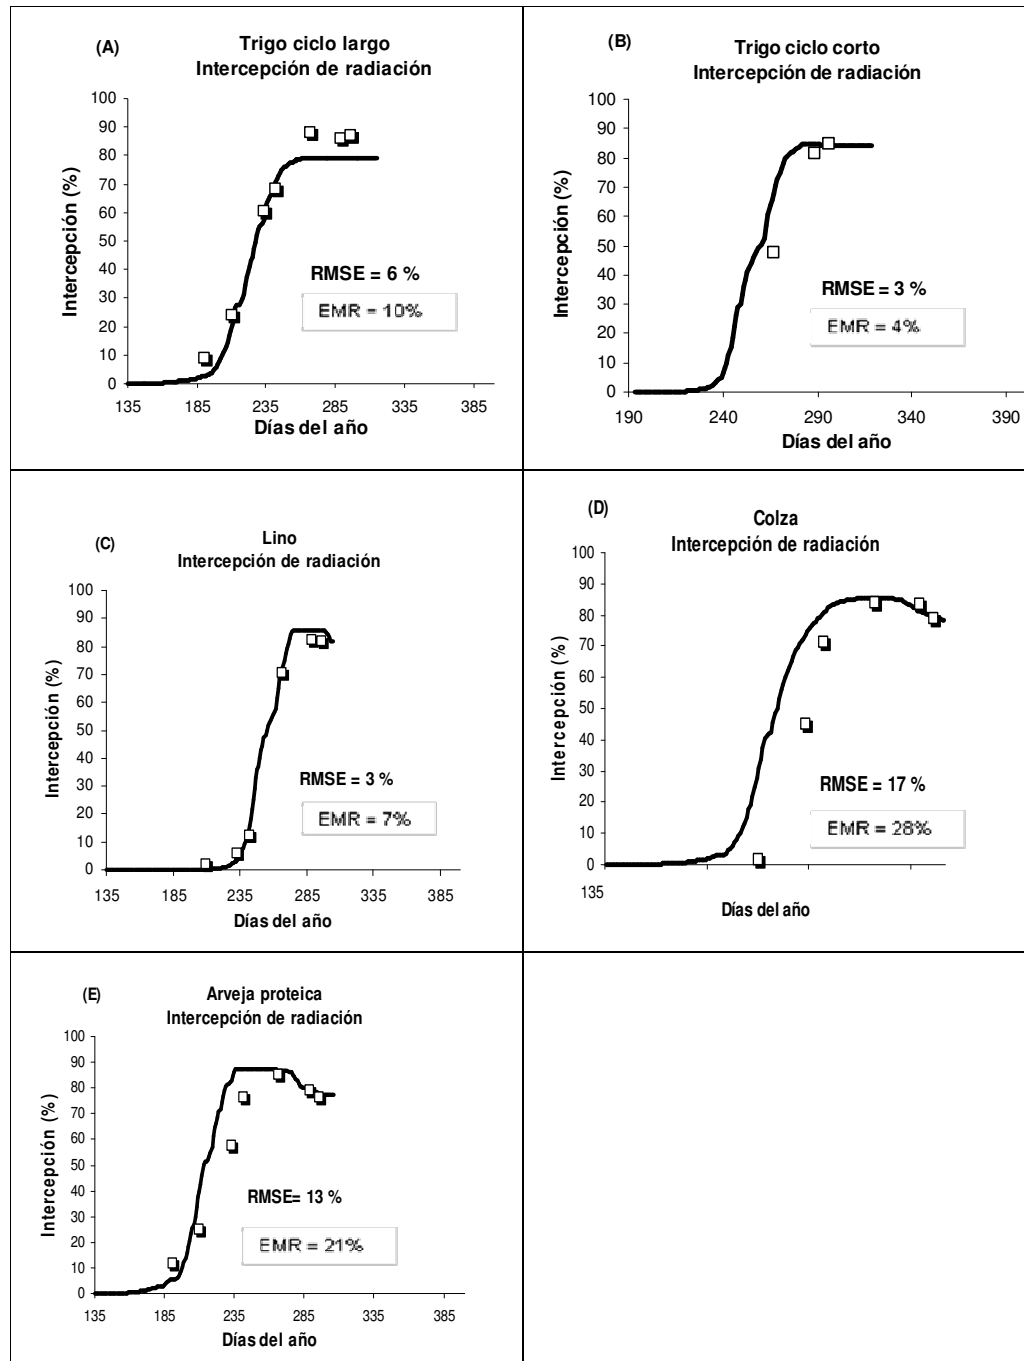 (A)
Trigo ciclo largo
Intercepción de radiación
Intercepción (%)
100
90
80
70
60
50
40
30
20
10
0
RMSE = 6 %
EMR = 10%
135 185 235 285 335 385
Días del año
(B)
Trigo ciclo corto
Intercepción de radiación
Intercepción (%)
100
90
80
70
60
50
40
30
20
10
0
RMSE = 3 %
EMR = 4%
190 240 290 340 390
Días del año
(C)
Lino
Intercepción de radiación
Intercepción (%)
100
90
80
70
60
50
40
30
20
10
0
RMSE = 3 %
EMR = 7%
135 185 235 285 335 385
Días del año
(D)
Colza
Intercepción de radiación
Intercepción (%)
100
90
80
70
60
50
40
30
20
10
0
RMSE = 17 %
EMR = 28%
135
Días del año
(E)
Arveja proteica
Intercepción de radiación
Intercepción (%)
100
90
80
70
60
50
40
30
20
10
0
RMSE= 13 %
EMR = 21%
135 185 235 285 335 385
Días del año